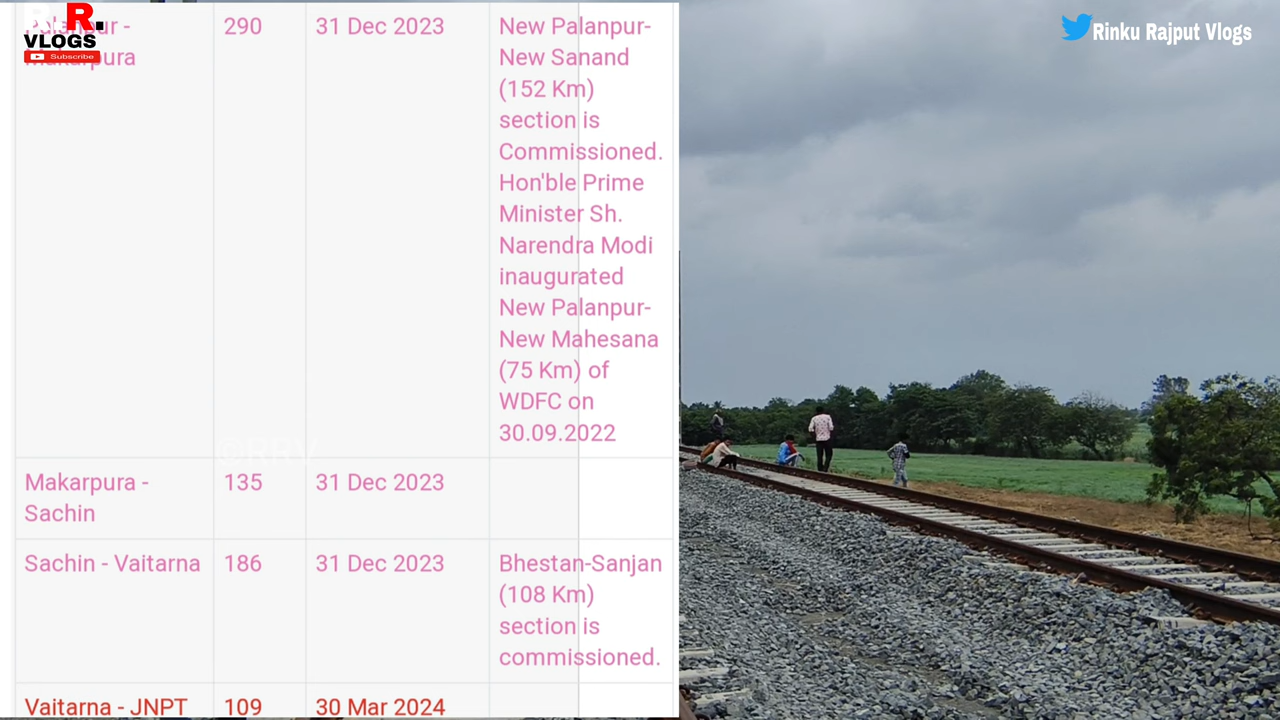 R. R.
VLOGS
Subscribe
Rinku Rajput Vlogs
Palanpur -
Makarpura
290
31 Dec 2023
New Palanpur-
New Sanand
(152 Km)
section is
Commissioned.
Hon'ble Prime
Minister Sh.
Narendra Modi
inaugurated
New Palanpur-
New Mahesana
(75 Km) of
WDFC on
30.09.2022
©RRV
Makarpura -
Sachin
135
31 Dec 2023
Sachin - Vaitarna
186
31 Dec 2023
Bhestan-Sanjan
(108 Km)
section is
commissioned.
Vaitarna - JNPT
109
30 Mar 2024